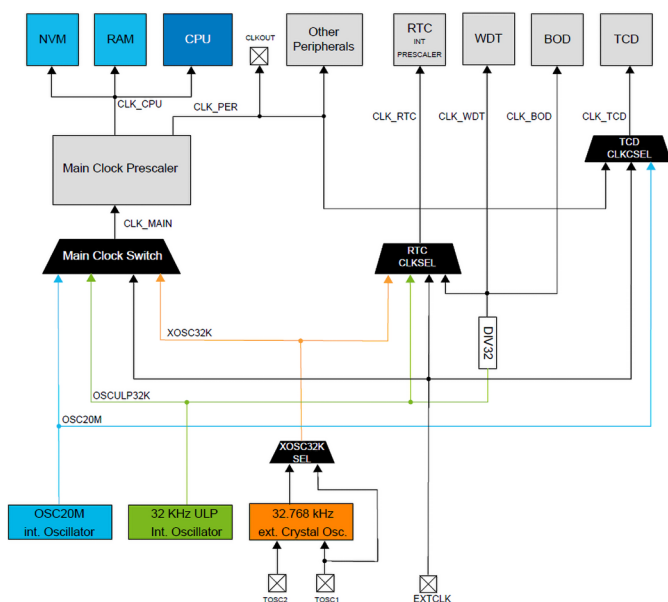 NVM
RAM
CPU
CLKOUT
Other
Peripherals
RTC
INT
PRESCALER
WDT
BOD
TCD
CLK_CPU
CLK_PER
CLK_RTC
CLK_WDT
CLK_BOD
CLK_TCD
Main Clock Prescaler
TCD
CLKCSEL
CLK_MAIN
Main Clock Switch
RTC
CLKSEL
XOSC32K
DIV32
OSCULP32K
OSC20M
XOSC32K
SEL
OSC20M
int. Oscillator
32 KHz ULP
Int. Oscillator
32.768 kHz
ext. Crystal Osc.
TOSC2
TOSC1
EXTCLK